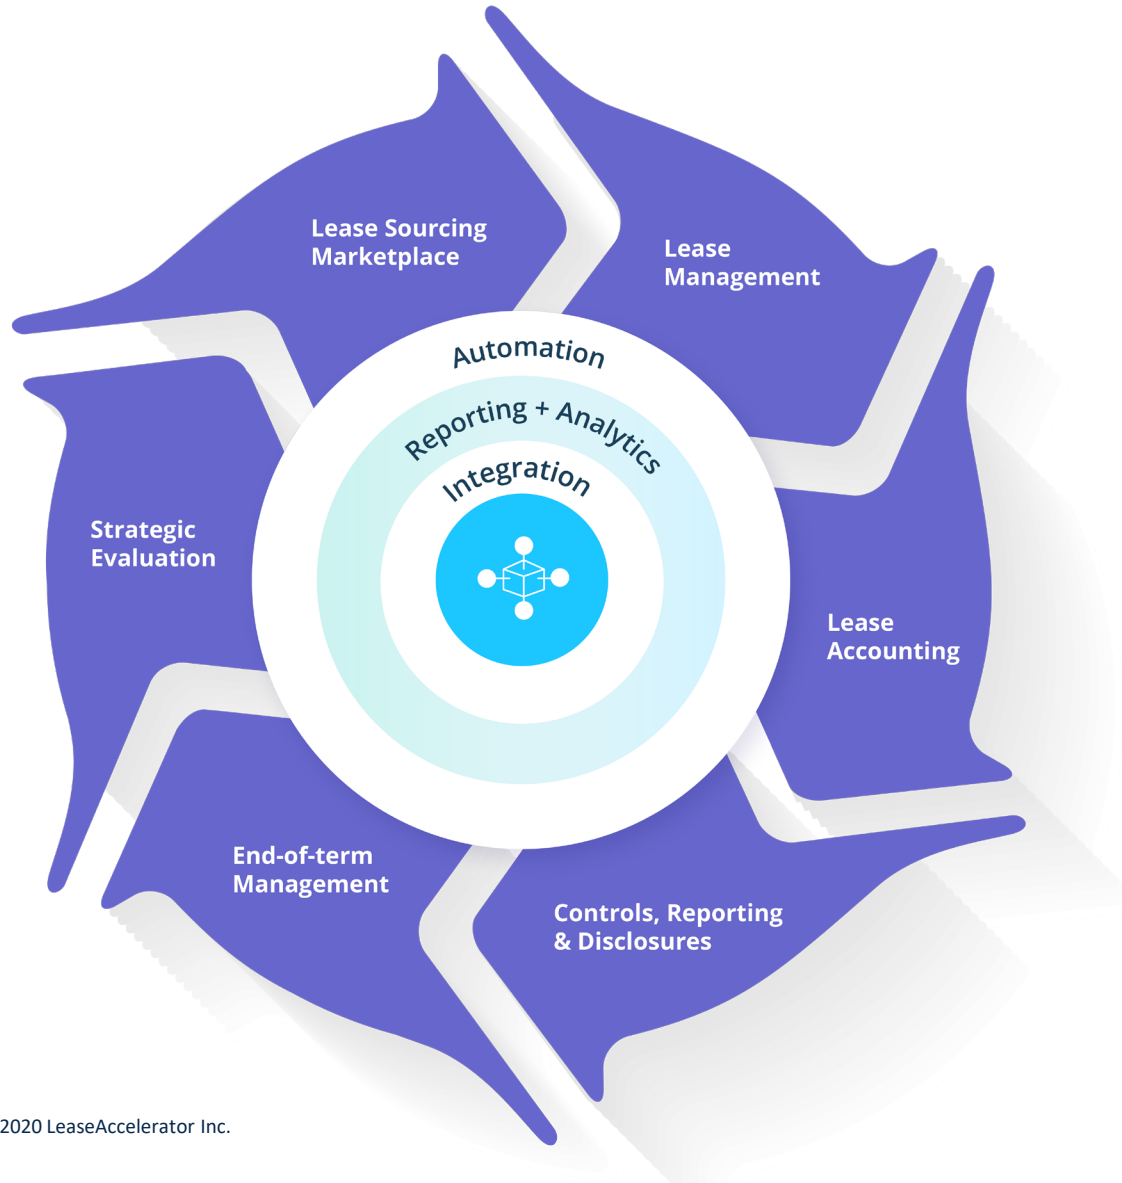 Lease Sourcing
Marketplace
Lease
Management
Automation
Reporting + Analytics
Integration
Strategic
Evaluation
Lease
Accounting
End-of-term
Management
Controls, Reporting
& Disclosures
2020 LeaseAccelerator Inc.